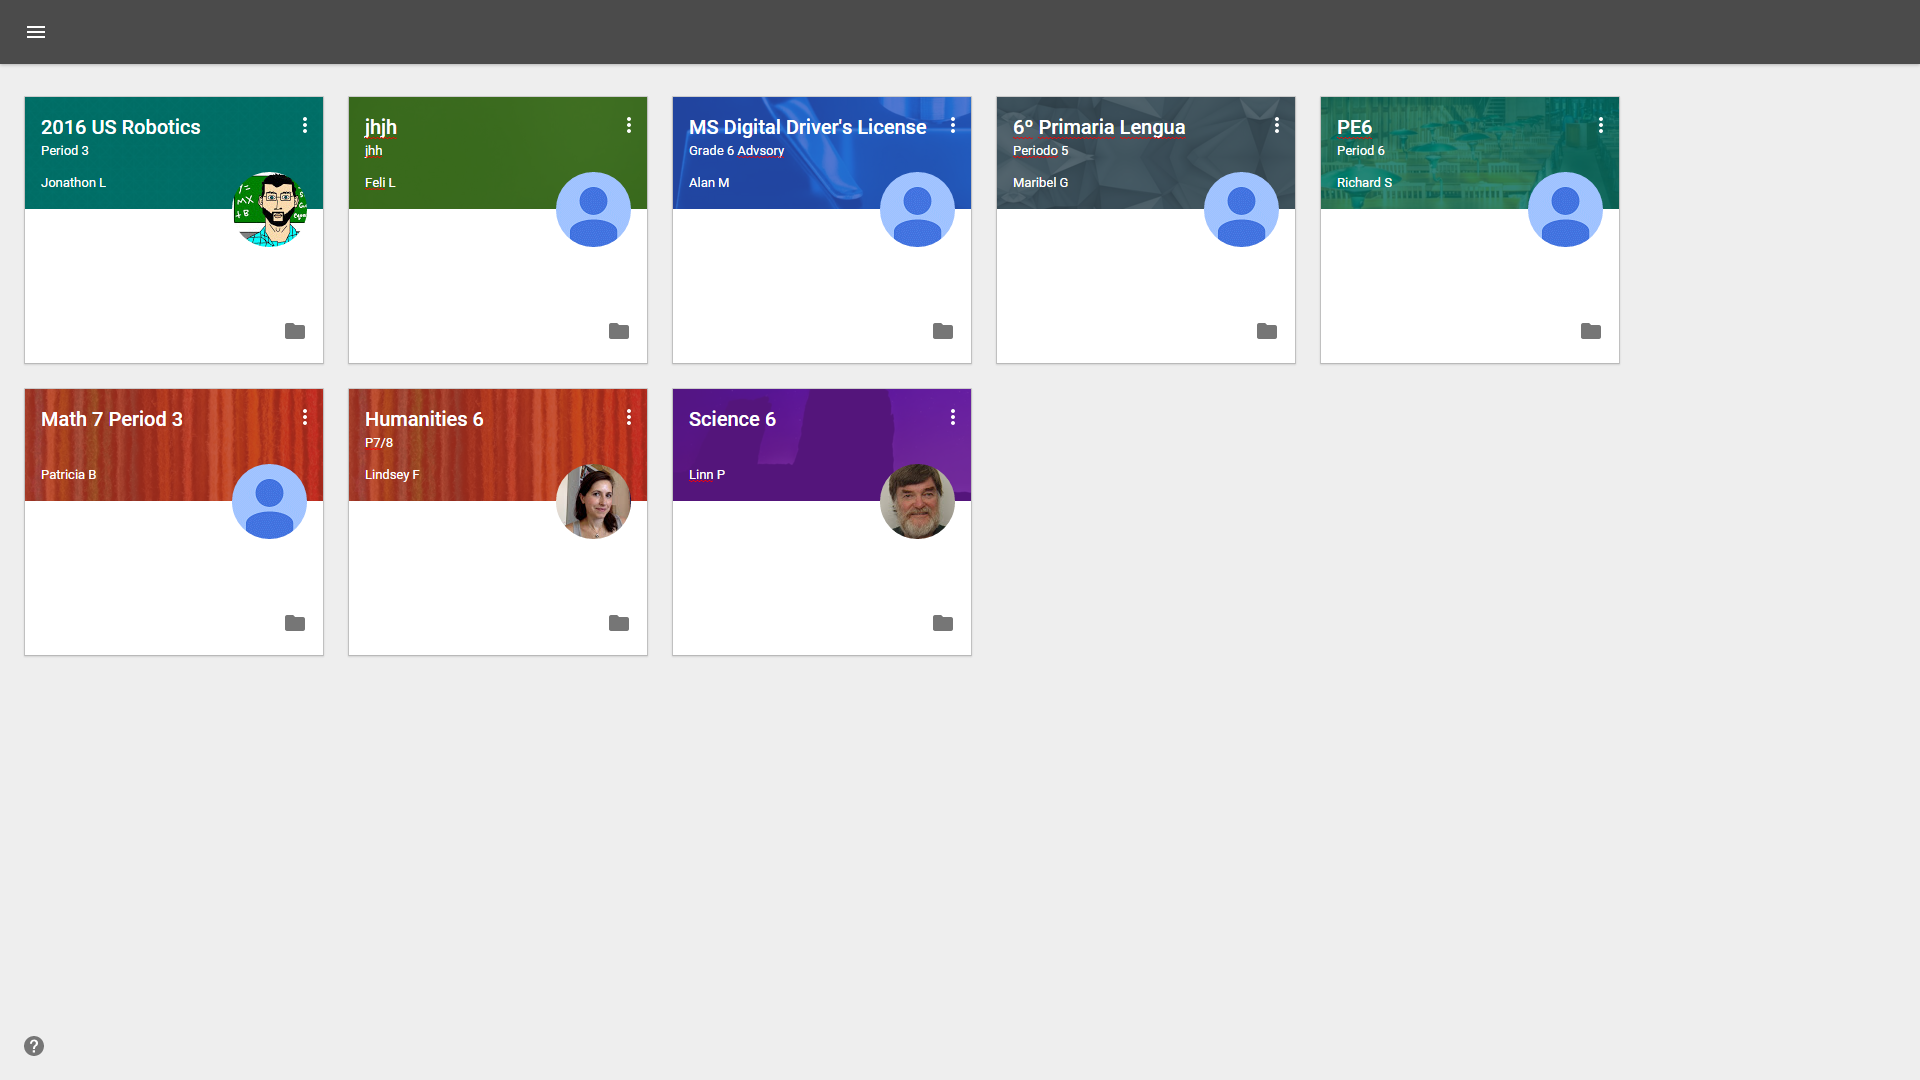 2016 US Robotics
Period 3
Jonathon L
jhjh
jhh
Feli L
MS Digital Driver's License
Grade 6 Advsory
Alan M
6º Primaria Lengua
Periodo 5
Maribel G
PE6
Period 6
Richard S
Math 7 Period 3
Patricia B
Humanities 6
P7/8
Lindsey F
Science 6
Linn P